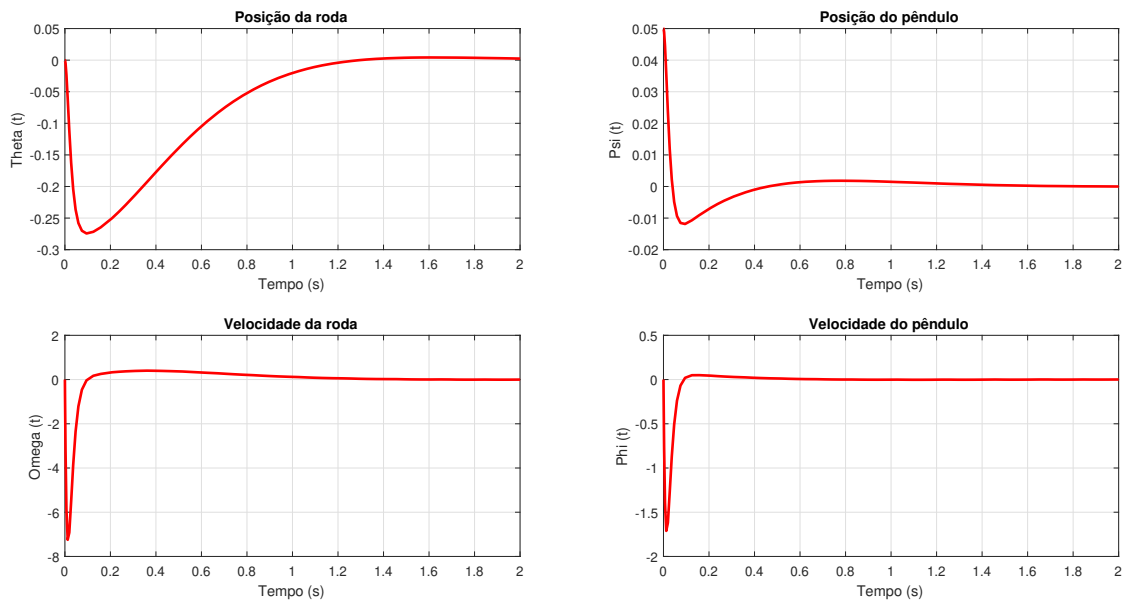 Posição da roda
0.05
0
-0.05
-0.1
-0.15
-0.2
-0.25
-0.3
Theta (t)
0 0.2 0.4 0.6 0.8 1 1.2 1.4 1.6 1.8 2
Tempo (s)
Posição do pêndulo
0.05
0.04
0.03
0.02
0.01
0
-0.01
-0.02
Psi (t)
0 0.2 0.4 0.6 0.8 1 1.2 1.4 1.6 1.8 2
Tempo (s)
Velocidade da roda
2
0
-2
-4
-6
-8
Omega (t)
0 0.2 0.4 0.6 0.8 1 1.2 1.4 1.6 1.8 2
Tempo (s)
Velocidade do pêndulo
0.5
0
-0.5
-1
-1.5
-2
Phi (t)
0 0.2 0.4 0.6 0.8 1 1.2 1.4 1.6 1.8 2
Tempo (s)